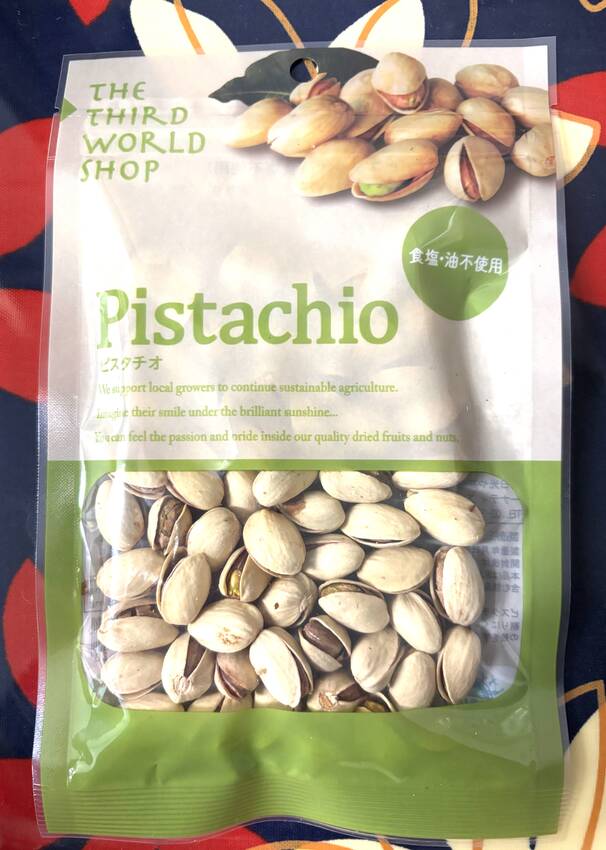 THE
THIRD
WORLD
SHOP
食塩・油不使用
Pistachio
ピスタチオ
We support local growers to continue sustainable agriculture.
Imagine their smile under the brilliant sunshine...
You can feel the passion and pride inside our quality dried fruits and nuts.